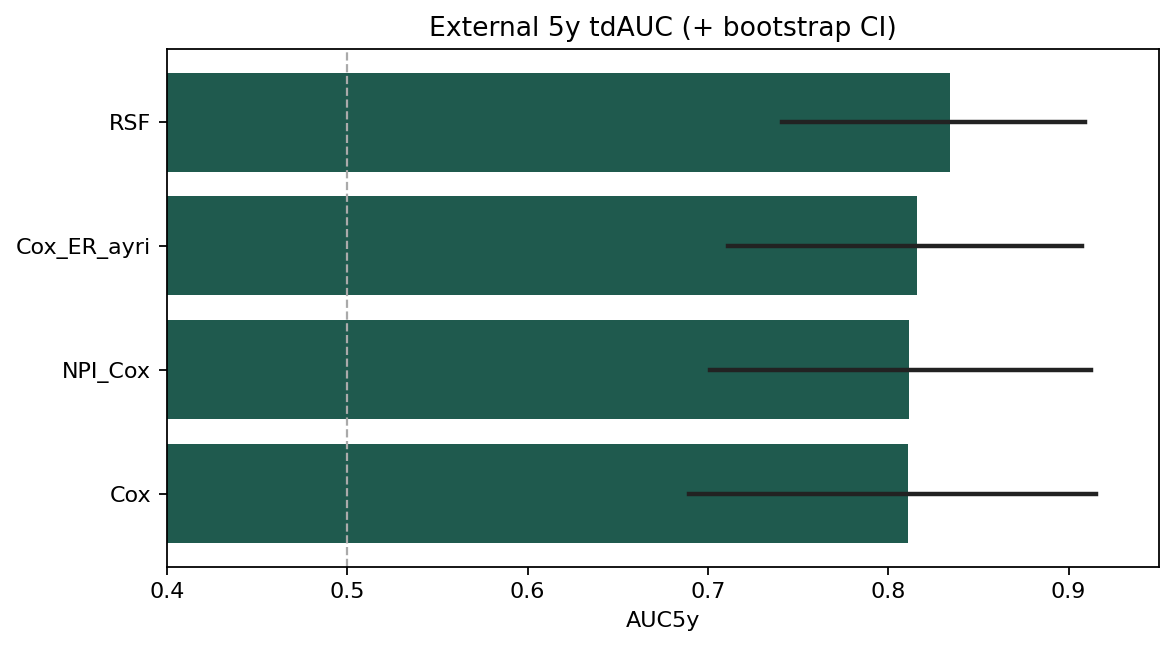 External 5y tdAUC (+ bootstrap CI)
RSF
Cox_ER_ayri
NPI_Cox
Cox
0.4 0.5 0.6 0.7 0.8 0.9
AUC5y